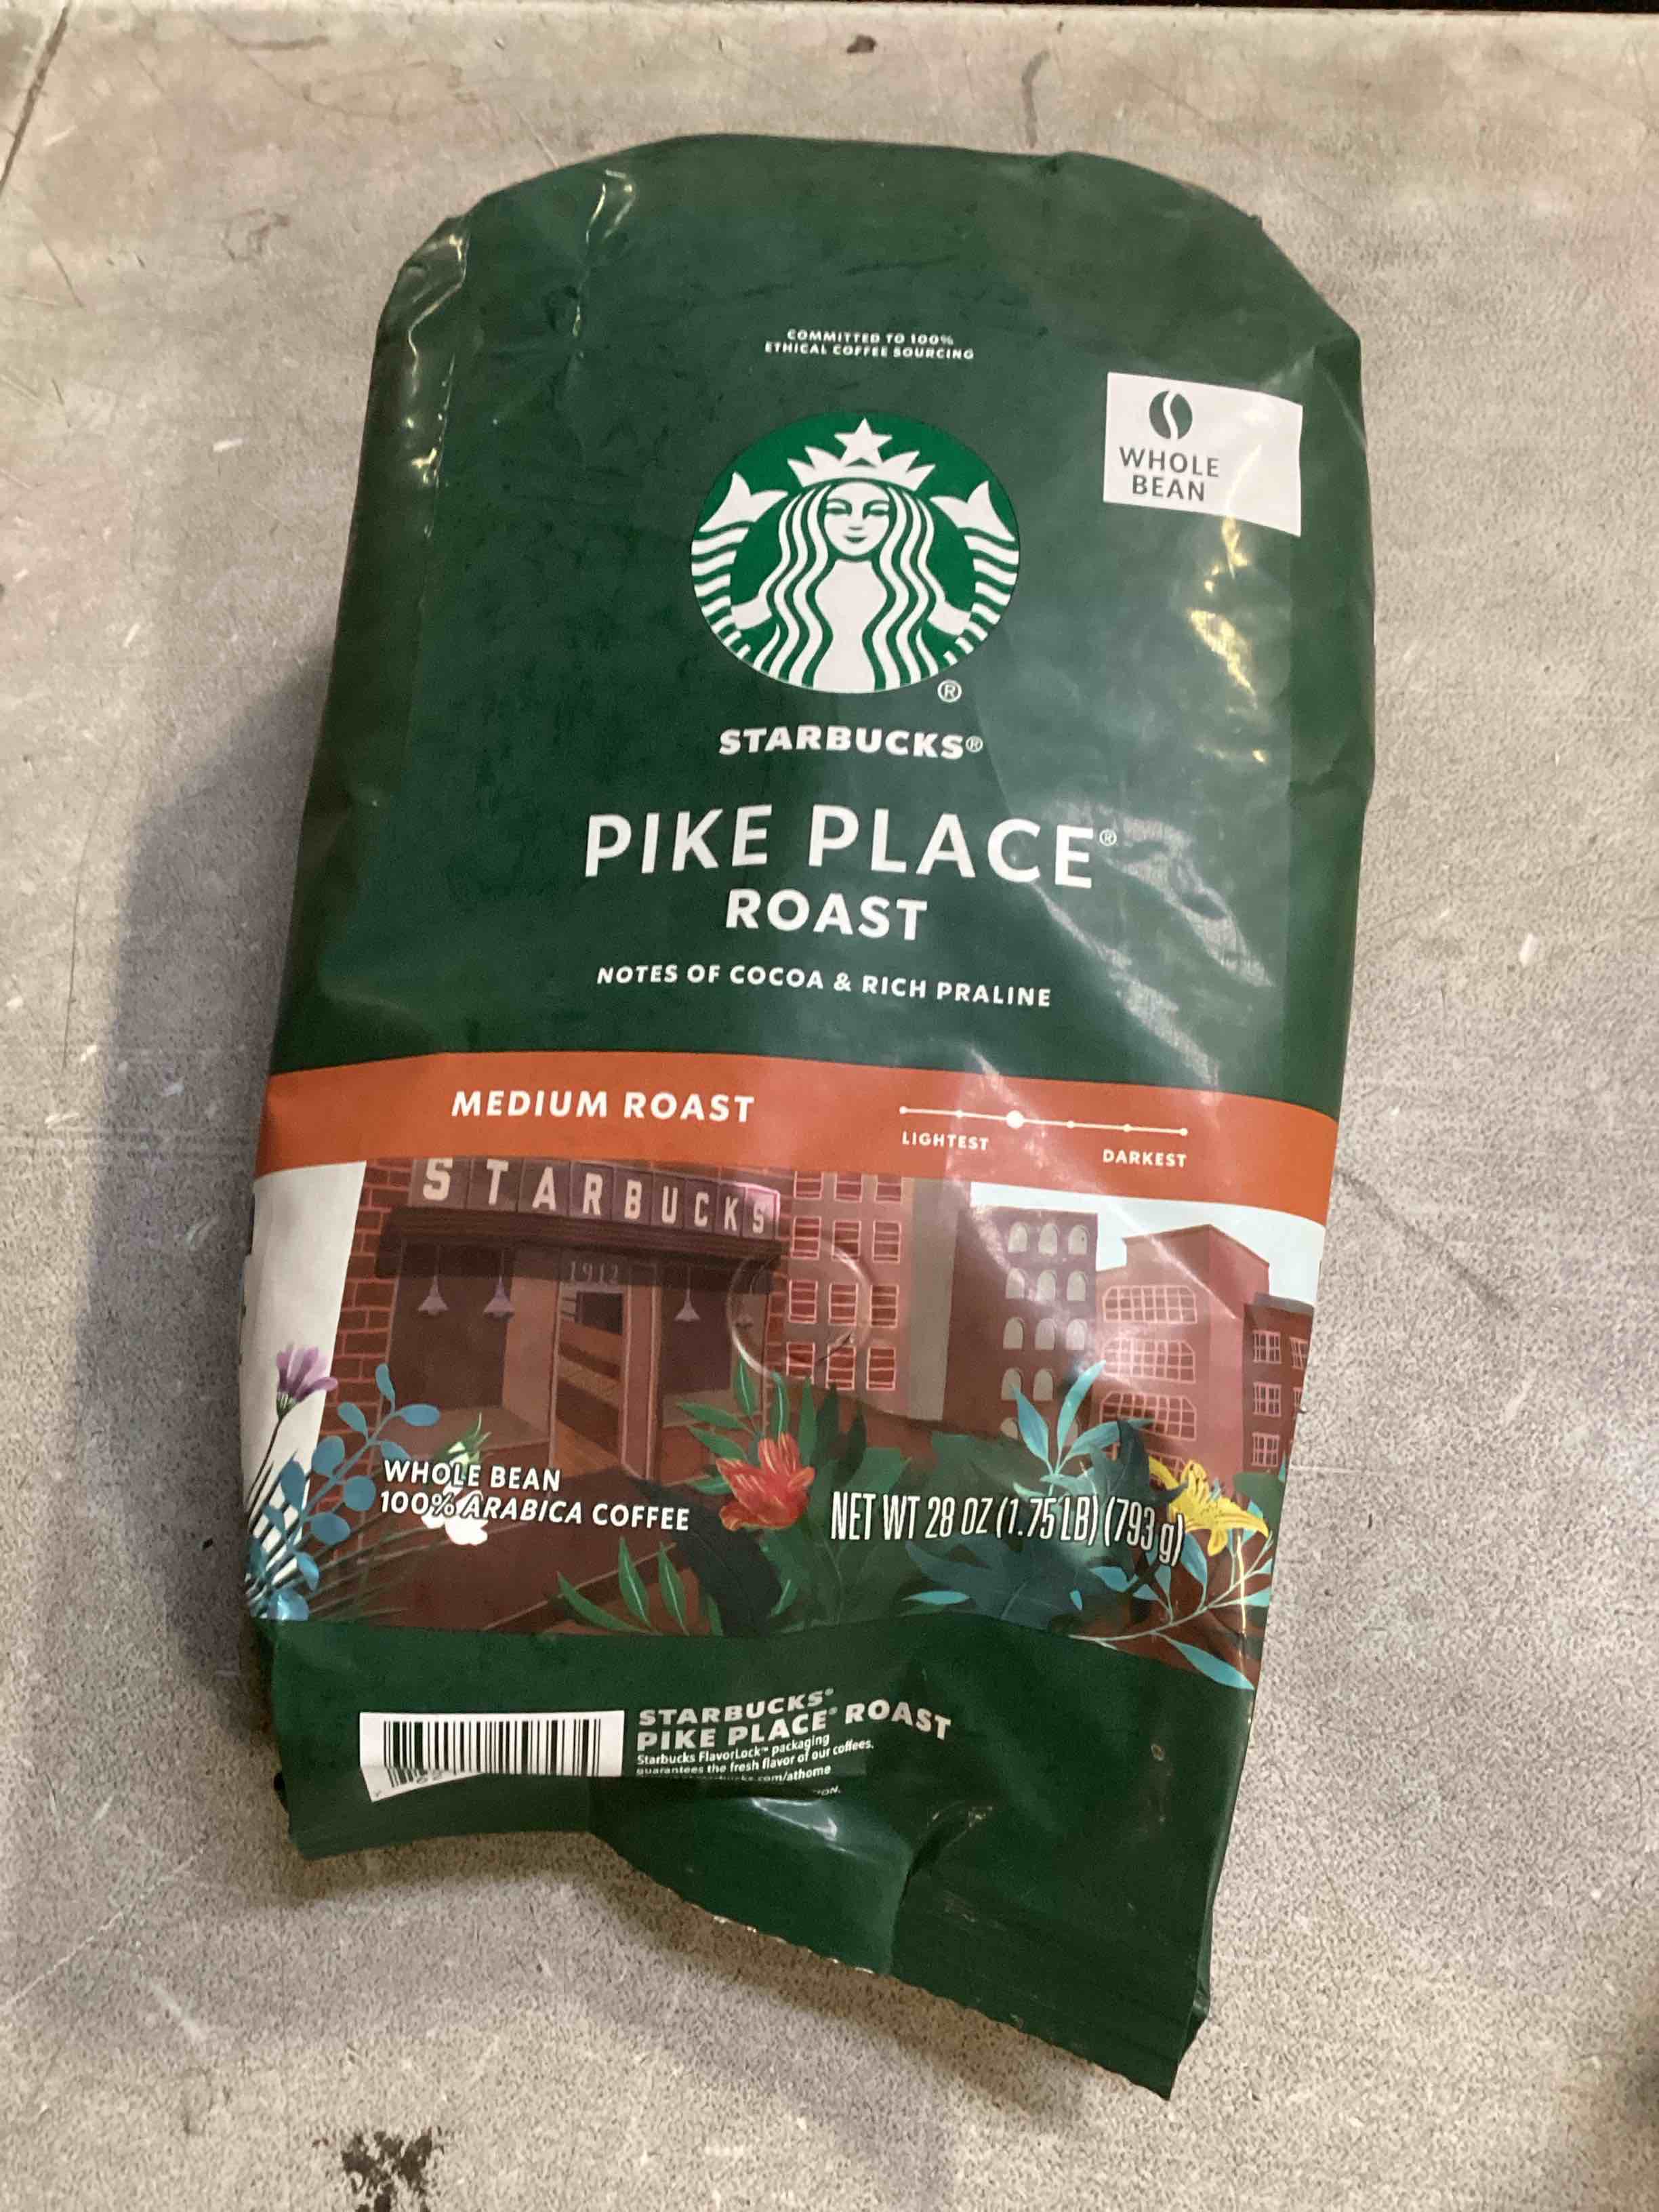 COMMITTED TO 100%
ETHICAL COFFEE SOURCING
WHOLE
BEAN
®
STARBUCKS®
PIKE PLACE®
ROAST
NOTES OF COCOA & RICH PRALINE
MEDIUM ROAST
LIGHTEST
DARKEST
STARBUCKS
1912
WHOLE BEAN
100% ARABICA COFFEE
NET WT 28 OZ (1.75 LB) (793 g)
STARBUCKS®
PIKE PLACE® ROAST
Starbucks FlavorLock™ packaging
guarantees the fresh flavor of our coffees.